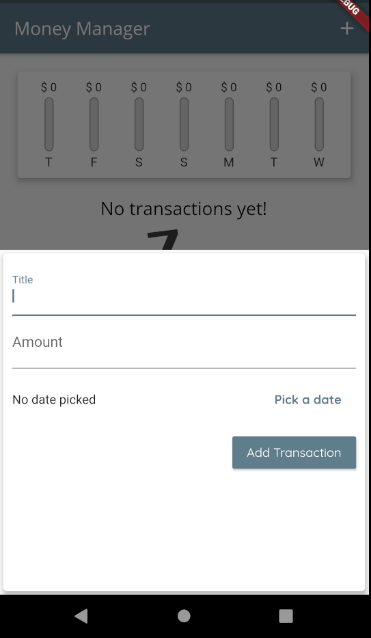 BUG
Money Manager +
$ 0 $ 0 $ 0 $ 0 $ 0 $ 0 $ 0
T F S S M T W
No transactions yet!
Title
Amount
No date picked Pick a date
Add Transaction